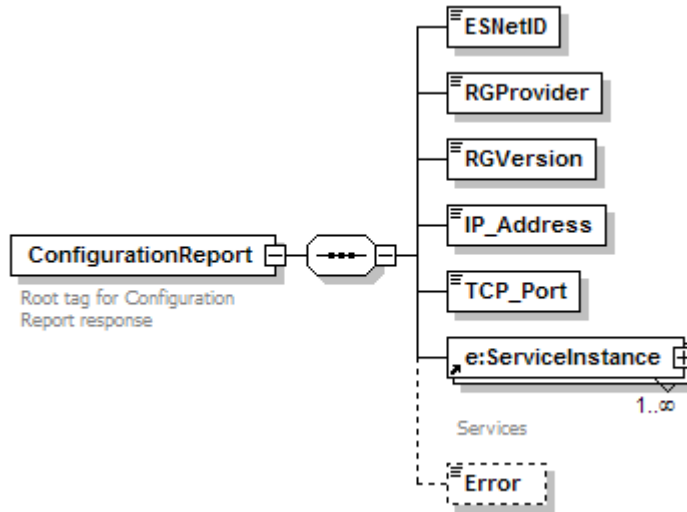 ESNetID
RGProvider
RGVersion
IP_Address
ConfigurationReport
Root tag for Configuration
Report response
TCP_Port
e:ServiceInstance
1..∞
Services
Error